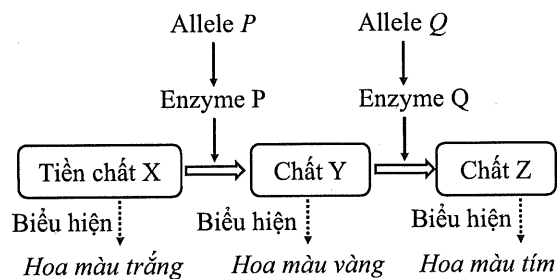 Allele P Allele Q
Enzyme P Enzyme Q
Tiền chất X Chất Y Chất Z
Biểu hiện Biểu hiện Biểu hiện
Hoa màu trắng Hoa màu vàng Hoa màu tím